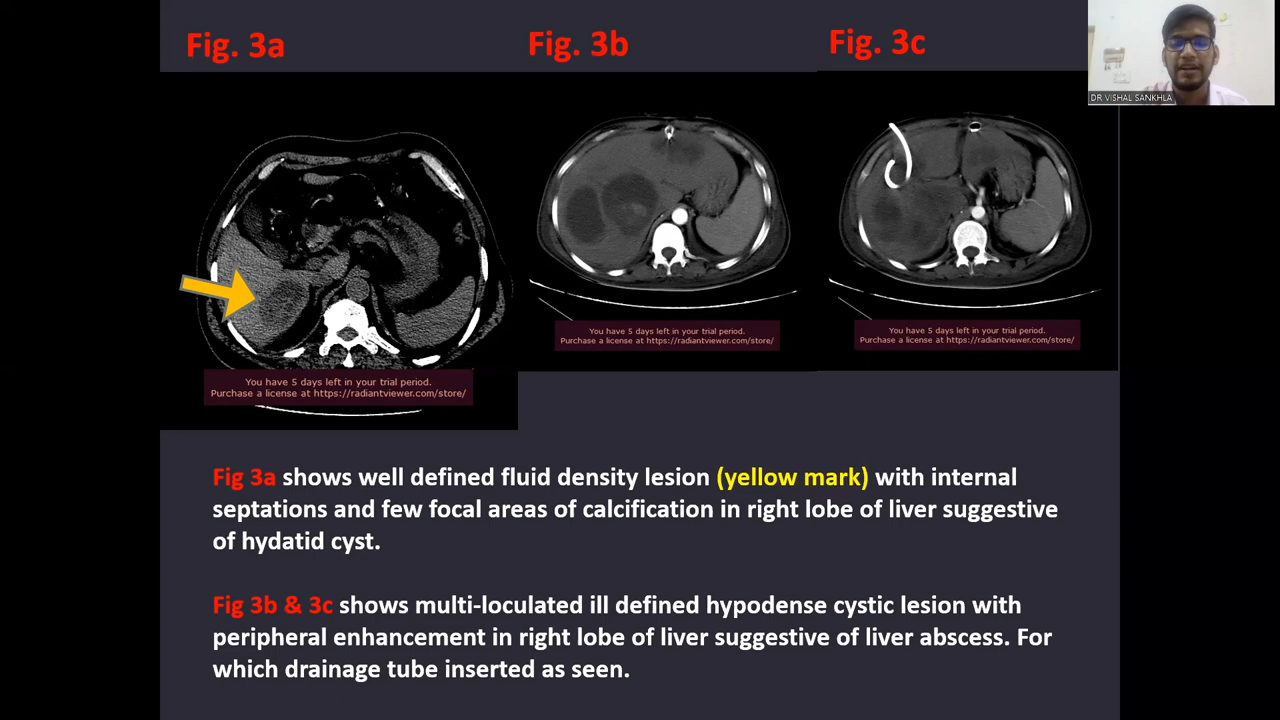 Fig. 3a
Fig. 3b
Fig. 3c
DR VISHAL SANKHLA
You have 5 days left in your trial period.
Purchase a license at https://radiantviewer.com/store/
You have 5 days left in your trial period.
Purchase a license at https://radiantviewer.com/store/
You have 5 days left in your trial period.
Purchase a license at https://radiantviewer.com/store/
Fig 3a shows well defined fluid density lesion (yellow mark) with internal
septations and few focal areas of calcification in right lobe of liver suggestive
of hydatid cyst.
Fig 3b & 3c shows multi-loculated ill defined hypodense cystic lesion with
peripheral enhancement in right lobe of liver suggestive of liver abscess. For
which drainage tube inserted as seen.